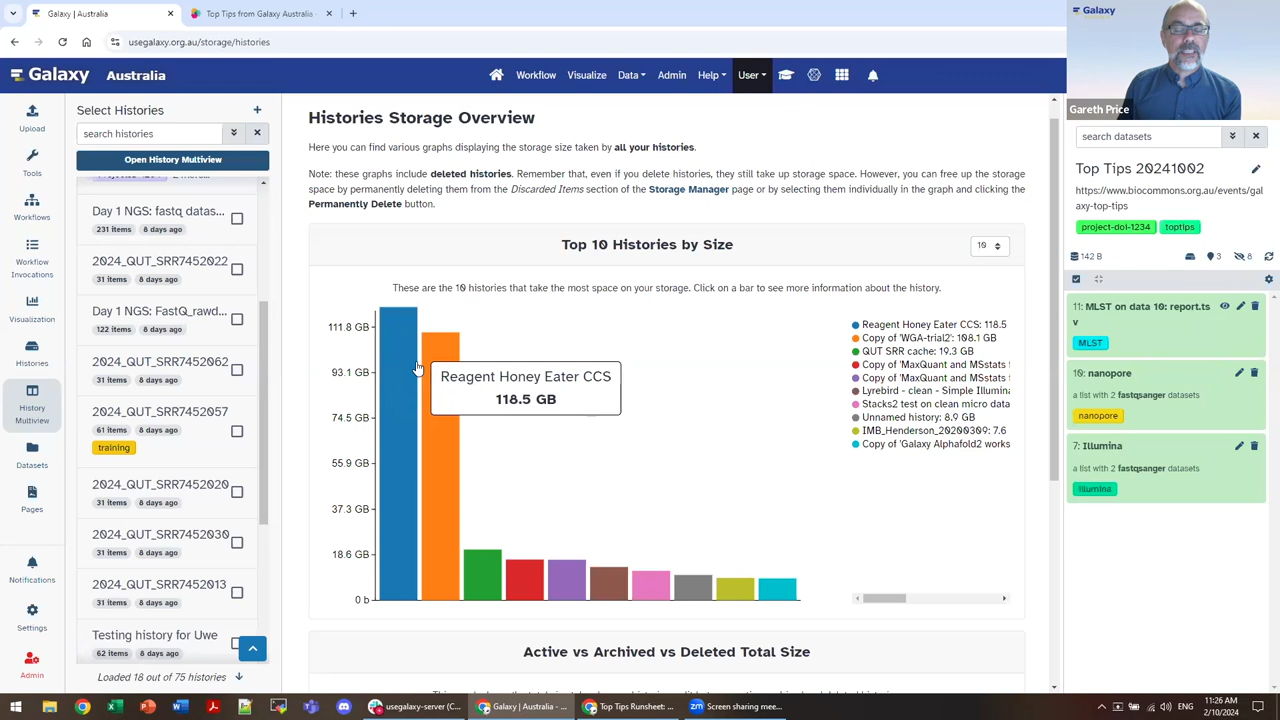 Galaxy | Australia
Top Tips from Galaxy Australia
usegalaxy.org.au/storage/histories
Galaxy
Australia
Workflow
Visualize
Data
Admin
Help
User
Galaxy
Gareth Price
Upload
Tools
Workflows
Workflow
Invocations
Visualization
Histories
History
Multiview
Datasets
Pages
Notifications
Settings
Admin
Select Histories
search histories
Open History Multiview
Day 1 NGS: fastq datas...
231 items 8 days ago
2024_QUT_SRR7452022
31 items 8 days ago
Day 1 NGS: FastQ_rawd...
122 items 8 days ago
2024_QUT_SRR7452062
31 items 8 days ago
2024_QUT_SRR7452057
61 items 8 days ago
training
2024_QUT_SRR7452020
31 items 8 days ago
2024_QUT_SRR7452030
31 items 8 days ago
2024_QUT_SRR7452013
31 items 8 days ago
Testing history for Uwe
62 items 8 days ago
Loaded 18 out of 75 histories
Histories Storage Overview
Here you can find various graphs displaying the storage size taken by all your histories.
Note: these graphs include deleted histories. Remember that, even if you delete histories, they still take up storage space. However, you can free up the storage
space by permanently deleting them from the Discarded Items section of the Storage Manager page or by selecting them individually in the graph and clicking the
Permanently Delete button.
Top 10 Histories by Size
10
These are the 10 histories that take the most space on your storage. Click on a bar to see more information about the history.
111.8 GB
93.1 GB
74.5 GB
55.9 GB
37.3 GB
18.6 GB
0 b
Reagent Honey Eater CCS
118.5 GB
Reagent Honey Eater CCS: 118.5
Copy of 'WGA-trial2': 108.1 GB
QUT SRR cache: 19.3 GB
Copy of 'MaxQuant and MSstats
Copy of 'MaxQuant and MSstats
Lyrebird - clean - Simple Illumina
Stacks2 test on clean micro data
Unnamed history: 8.9 GB
IMB_Henderson_20200309: 7.6
Copy of 'Galaxy Alphafold2 works
Active vs Archived vs Deleted Total Size
search datasets
Top Tips 20241002
https://www.biocommons.org.au/events/gal
axy-top-tips
project-doi-1234 toptips
142 B
3
8
11: MLST on data 10: report.ts
v
MLST
10: nanopore
a list with 2 fastqsanger datasets
nanopore
7: Illumina
a list with 2 fastqsanger datasets
illumina
usegalaxy-server (C...
Galaxy | Australia - ...
Top Tips Runsheet: ...
Screen sharing mee...
11:26 AM
2/10/2024